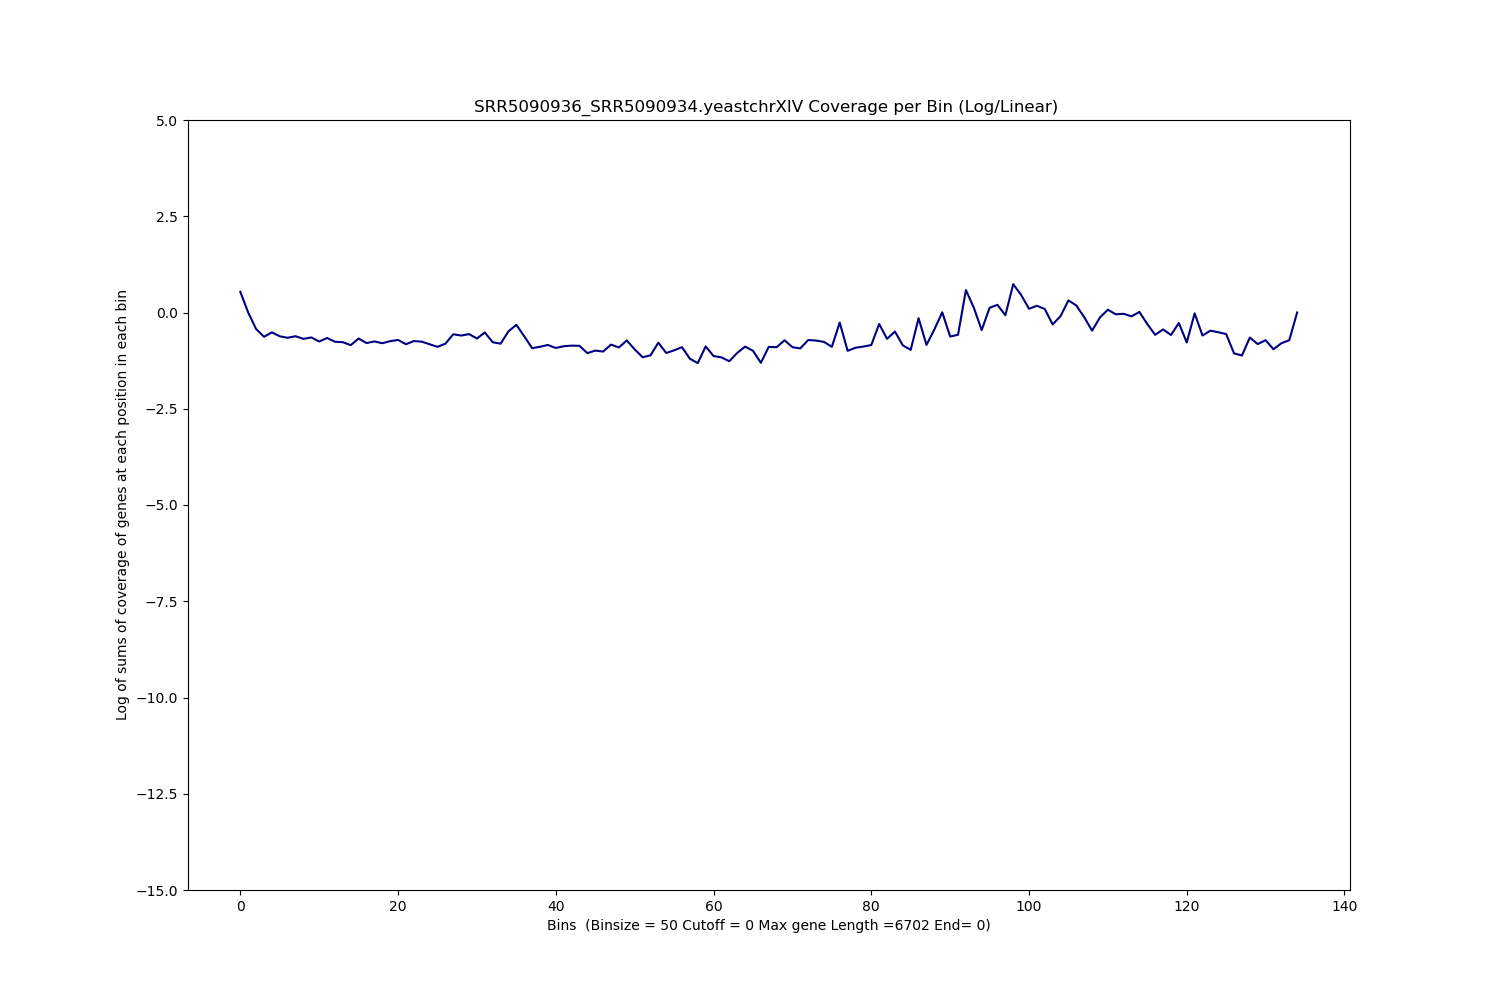 SRR5090936_SRR5090934.yeastchrXIV Coverage per Bin (Log/Linear)
5.0
2.5
0.0
−2.5
−5.0
−7.5
−10.0
−12.5
−15.0
Log of sums of coverage of genes at each position in each bin
0 20 40 60 80 100 120 140
Bins  (Binsize = 50 Cutoff = 0 Max gene Length =6702 End= 0)